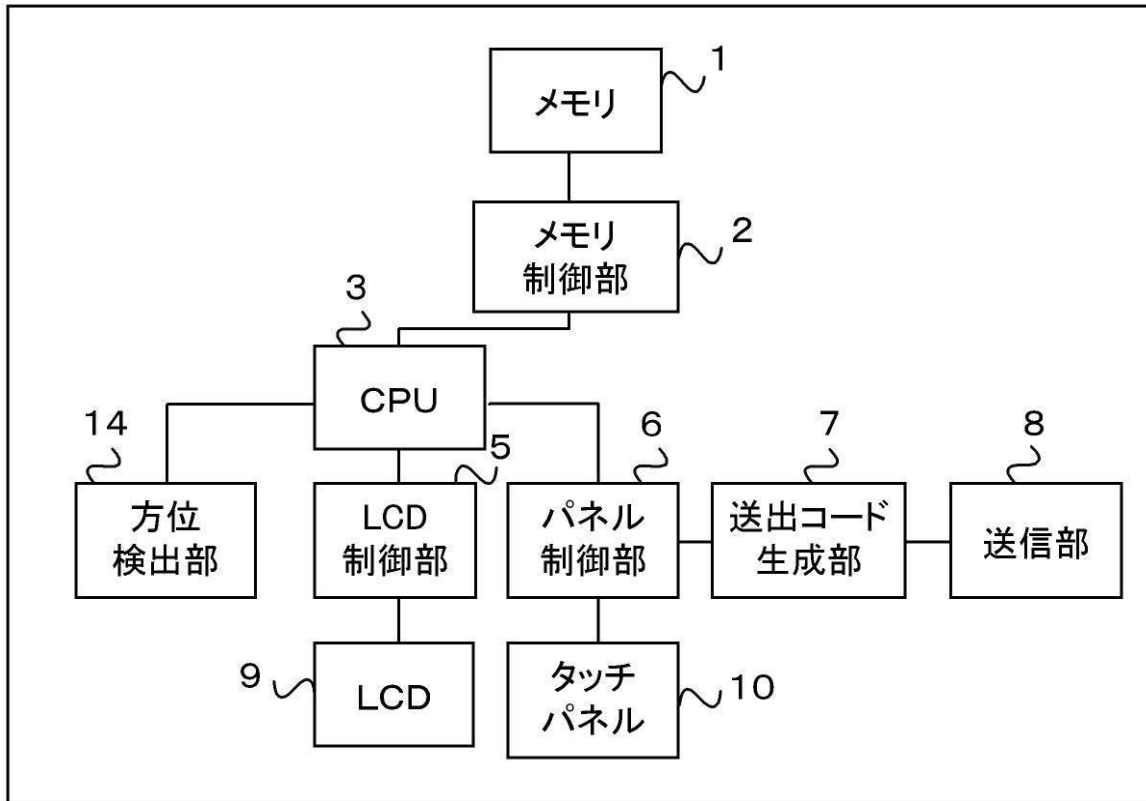 1
メモリ
2
メモリ
制御部
3
CPU
14
方位
検出部
5
LCD
制御部
6
パネル
制御部
7
送出コード
生成部
8
送信部
9
LCD
10
タッチ
パネル